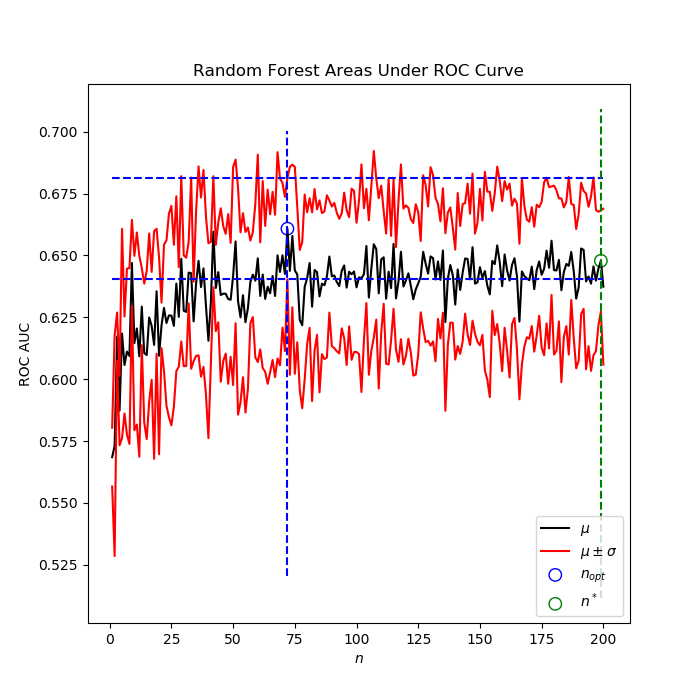 Random Forest Areas Under ROC Curve
ROC AUC
0.700
0.675
0.650
0.625
0.600
0.575
0.550
0.525
0 25 50 75 100 125 150 175 200
n
μ
μ ± σ
n_opt
n*